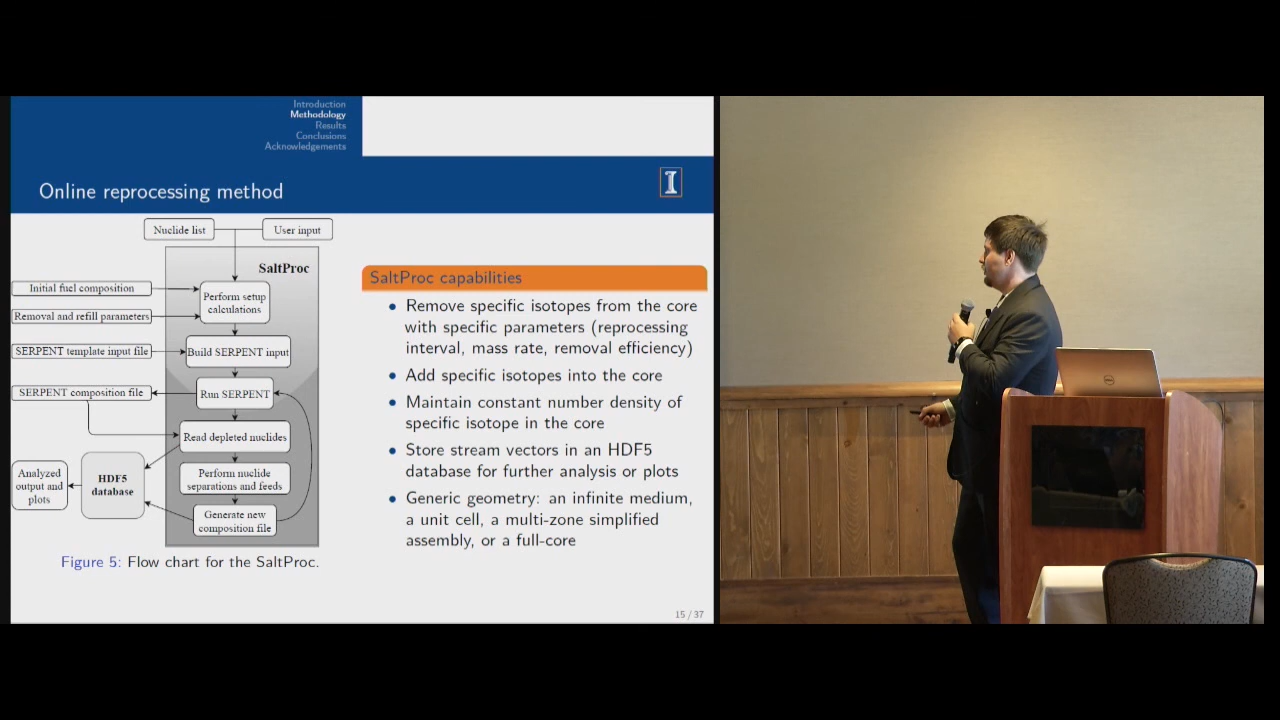 Introduction
Methodology
Results
Conclusions
Acknowledgements
Online reprocessing method
I
Nuclide list
User input
SaltProc
Initial fuel composition
Perform setup
calculations
Removal and refill parameters
SERPENT template input file
Build SERPENT input
SERPENT composition file
Run SERPENT
Read depleted nuclides
Analyzed
output and
plots
HDF5
database
Perform nuclide
separations and feeds
Generate new
composition file
Figure 5: Flow chart for the SaltProc.
SaltProc capabilities
• Remove specific isotopes from the core
with specific parameters (reprocessing
interval, mass rate, removal efficiency)
• Add specific isotopes into the core
• Maintain constant number density of
specific isotope in the core
• Store stream vectors in an HDF5
database for further analysis or plots
• Generic geometry: an infinite medium,
a unit cell, a multi-zone simplified
assembly, or a full-core
15 / 37